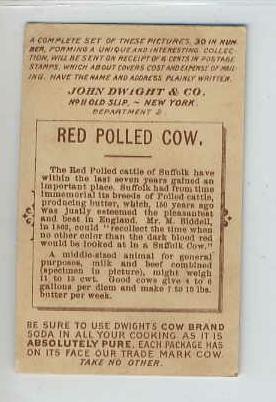 A COMPLETE SET OF THESE PICTURES, 30 IN NUM-
BER, FORMING A UNIQUE AND INTERESTING COLLEC-
TION, WILL BE SENT ON RECEIPT OF 16 CENTS IN POSTAGE
STAMPS, WHICH ABOUT COVERS COST AND EXPENSE OF MAIL-
ING. HAVE THE NAME AND ADDRESS PLAINLY WRITTEN.
JOHN DWIGHT & CO.
No 11 OLD SLIP, ~ NEW YORK.
DEPARTMENT 2
RED POLLED COW.
The Red Polled cattle of Suffolk have
within the last seven years gained an
important place. Suffolk had from time
immemorial its breeds of Polled cattle,
producing butter, which, 150 years ago
was justly esteemed the pleasantest
and best in England. Mr. M. Biddell,
in 1862, could "recollect the time when
no other color than the dark blood red
would be looked at in a Suffolk Cow."
A middle-sized animal for general
purposes, milk and beef combined
(specimen in picture), might weigh
11 to 13 cwt. Good cows give 4 to 6
gallons per diem and make 7 to 10 lbs.
butter per week.
BE SURE TO USE DWIGHTS COW BRAND
SODA IN ALL YOUR COOKING AS IT IS
ABSOLUTELY PURE. EACH PACKAGE HAS
ON ITS FACE OUR TRADE MARK COW.
TAKE NO OTHER.